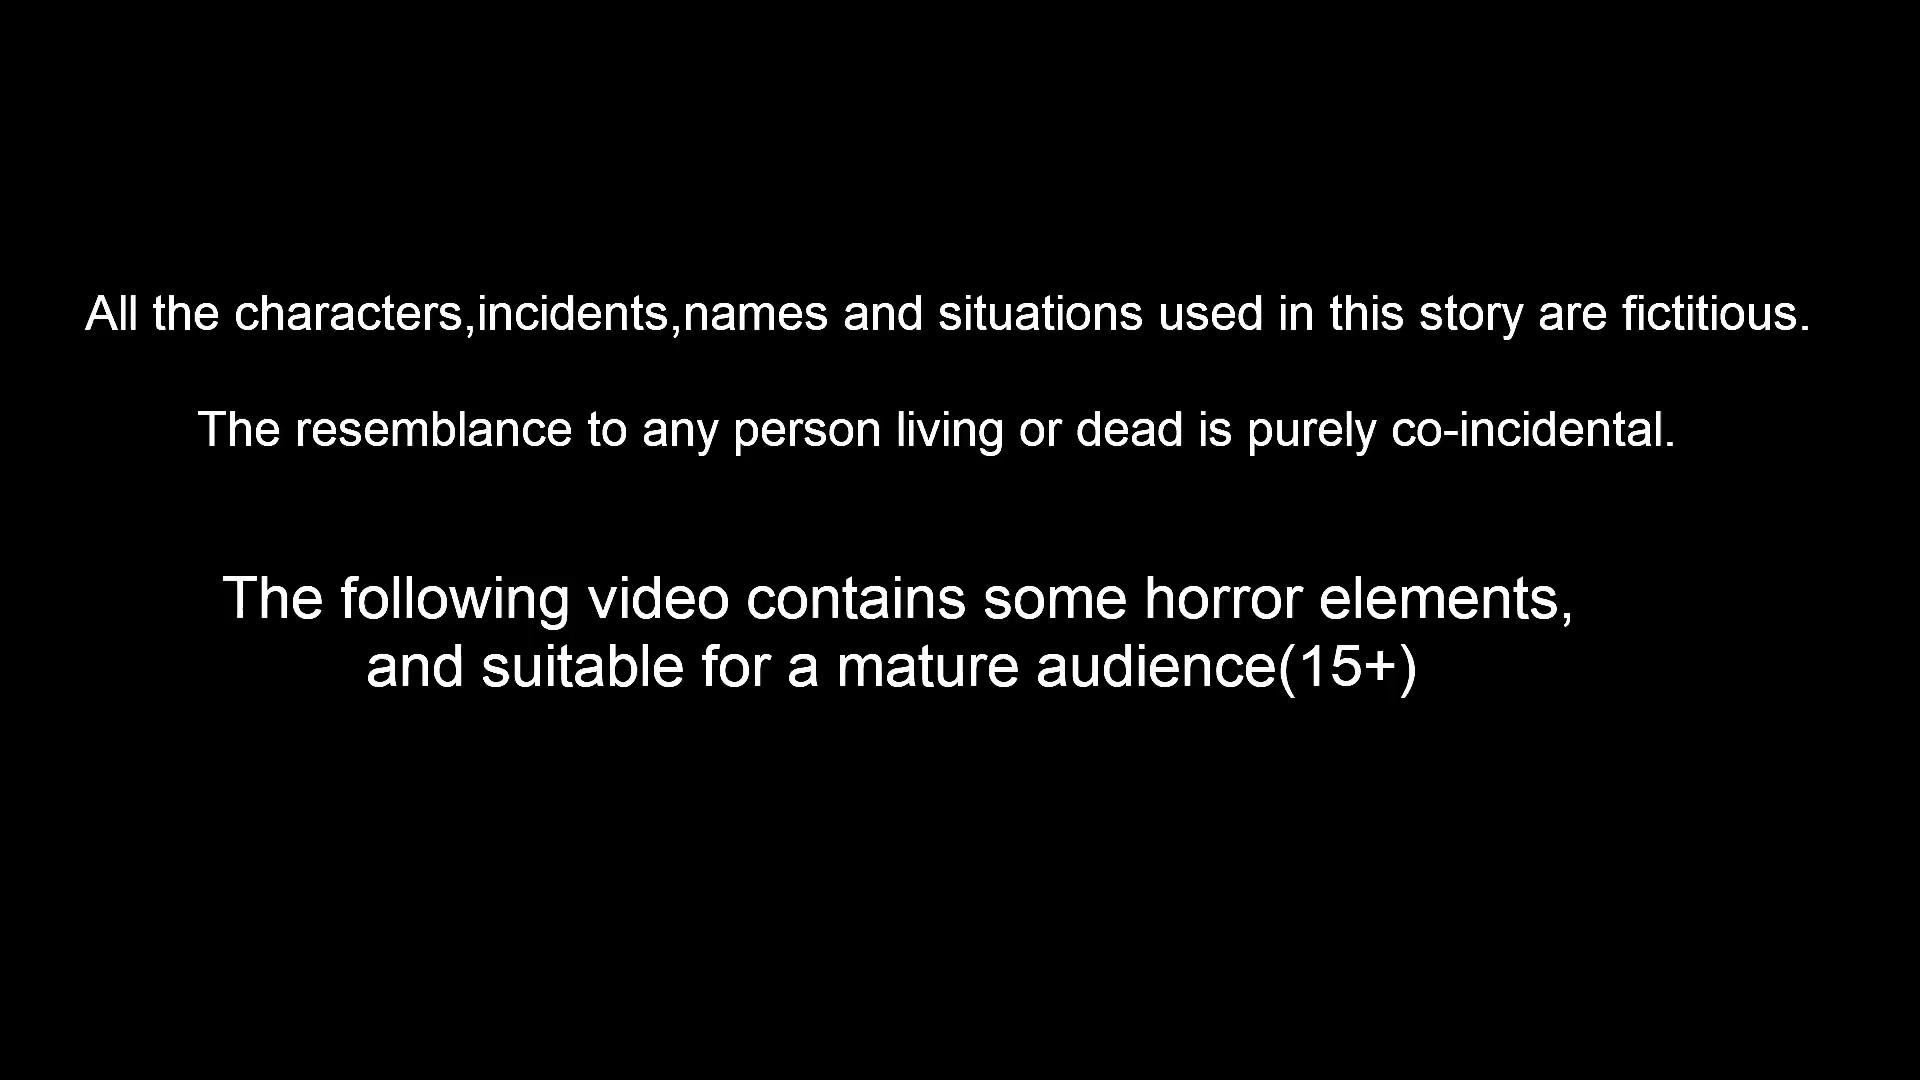 All the characters,incidents,names and situations used in this story are fictitious.
The resemblance to any person living or dead is purely co-incidental.
The following video contains some horror elements,
and suitable for a mature audience(15+)